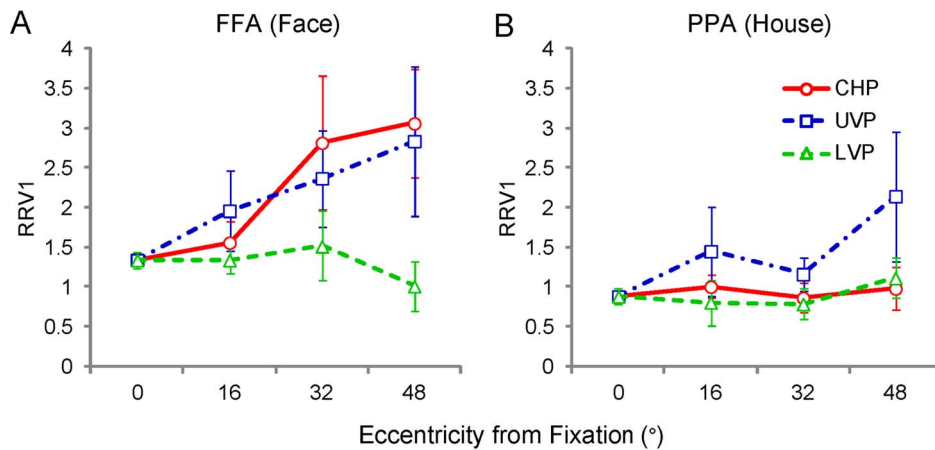 A
FFA (Face)
4
3.5
3
2.5
2
1.5
1
0.5
0
RRV1
0 16 32 48
B
PPA (House)
4
3.5
3
2.5
2
1.5
1
0.5
0
RRV1
0 16 32 48
CHP
UVP
LVP
Eccentricity from Fixation (°)